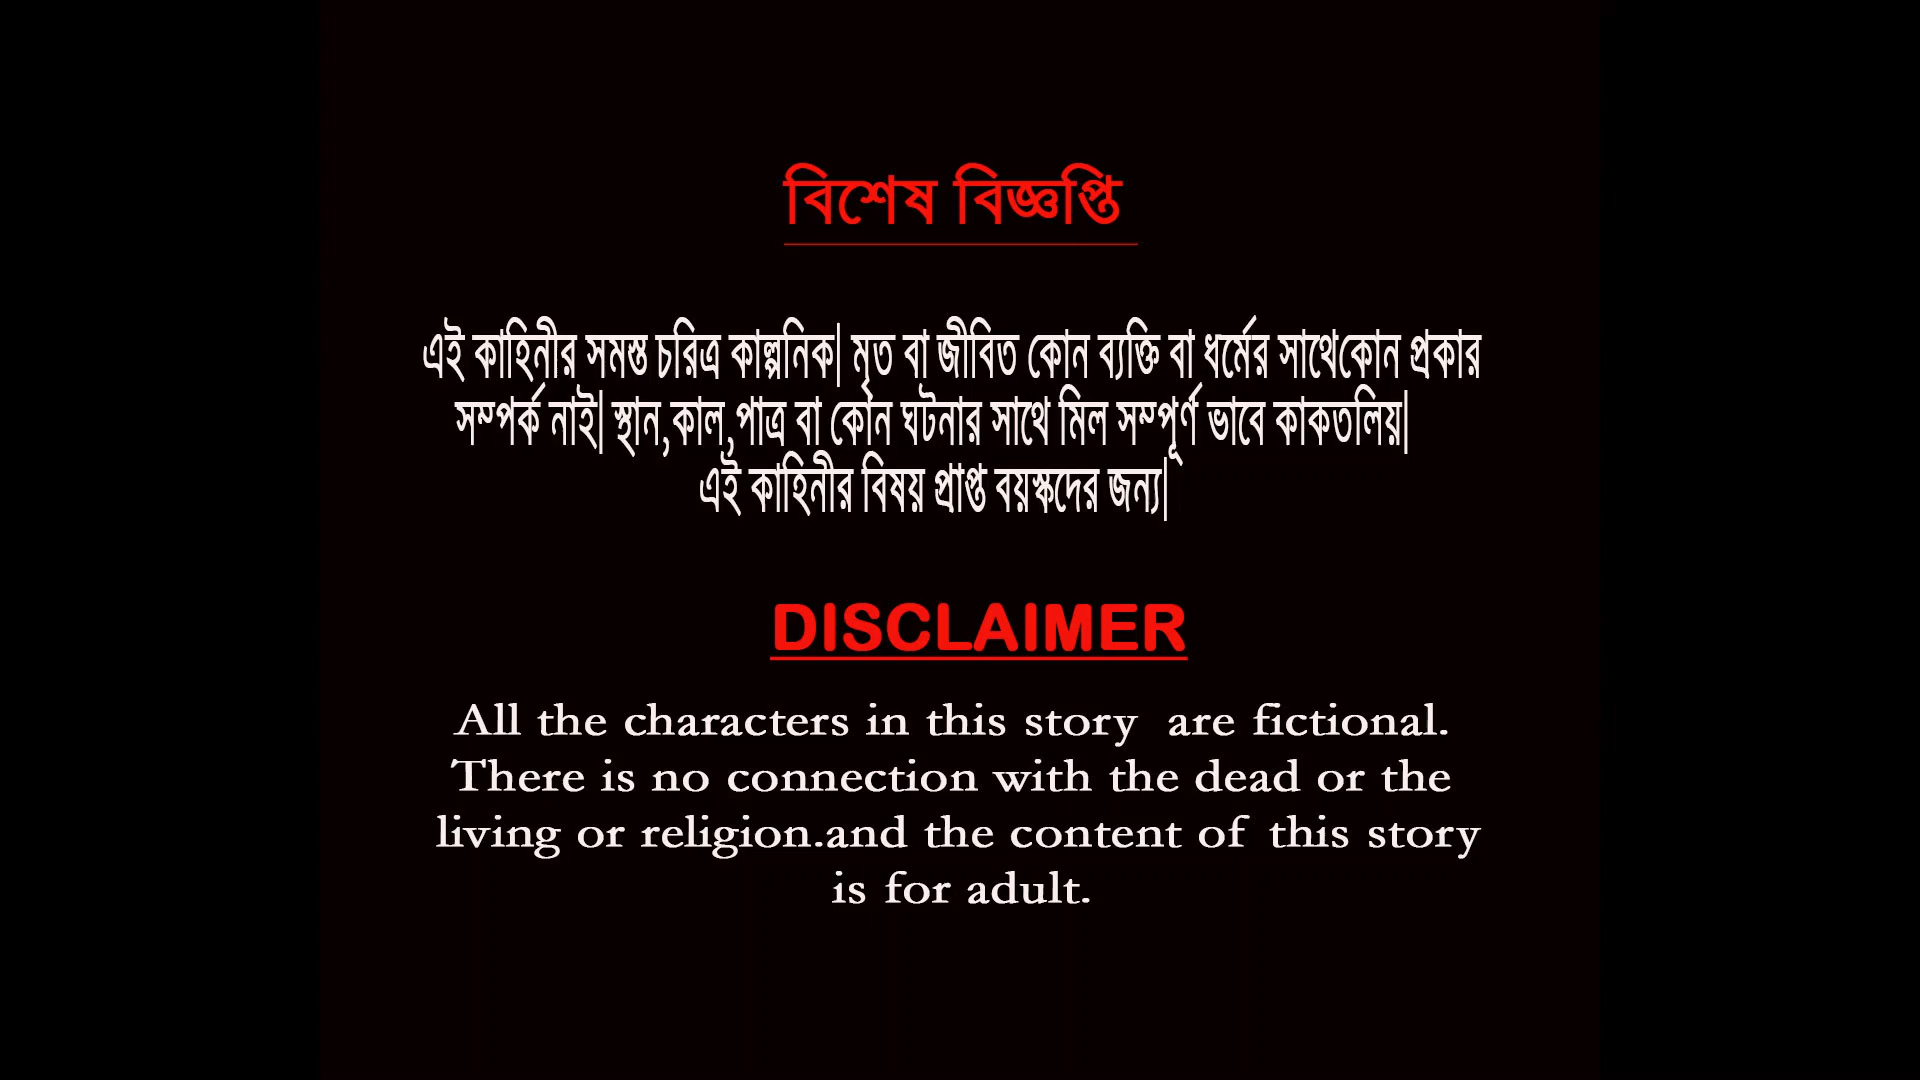 বিশেষ বিজ্ঞপ্তি
এই কাহিনীর সমস্ত চরিত্র কাল্পনিক| মৃত বা জীবিত কোন ব্যক্তি বা ধর্মের সাথেকোন প্রকার
সম্পর্ক নাই| স্থান,কাল,পাত্র বা কোন ঘটনার সাথে মিল সম্পূর্ণ ভাবে কাকতলিয়|
এই কাহিনীর বিষয় প্রাপ্ত বয়স্কদের জন্য|
DISCLAIMER
All the characters in this story are fictional.
There is no connection with the dead or the
living or religion.and the content of this story
is for adult.